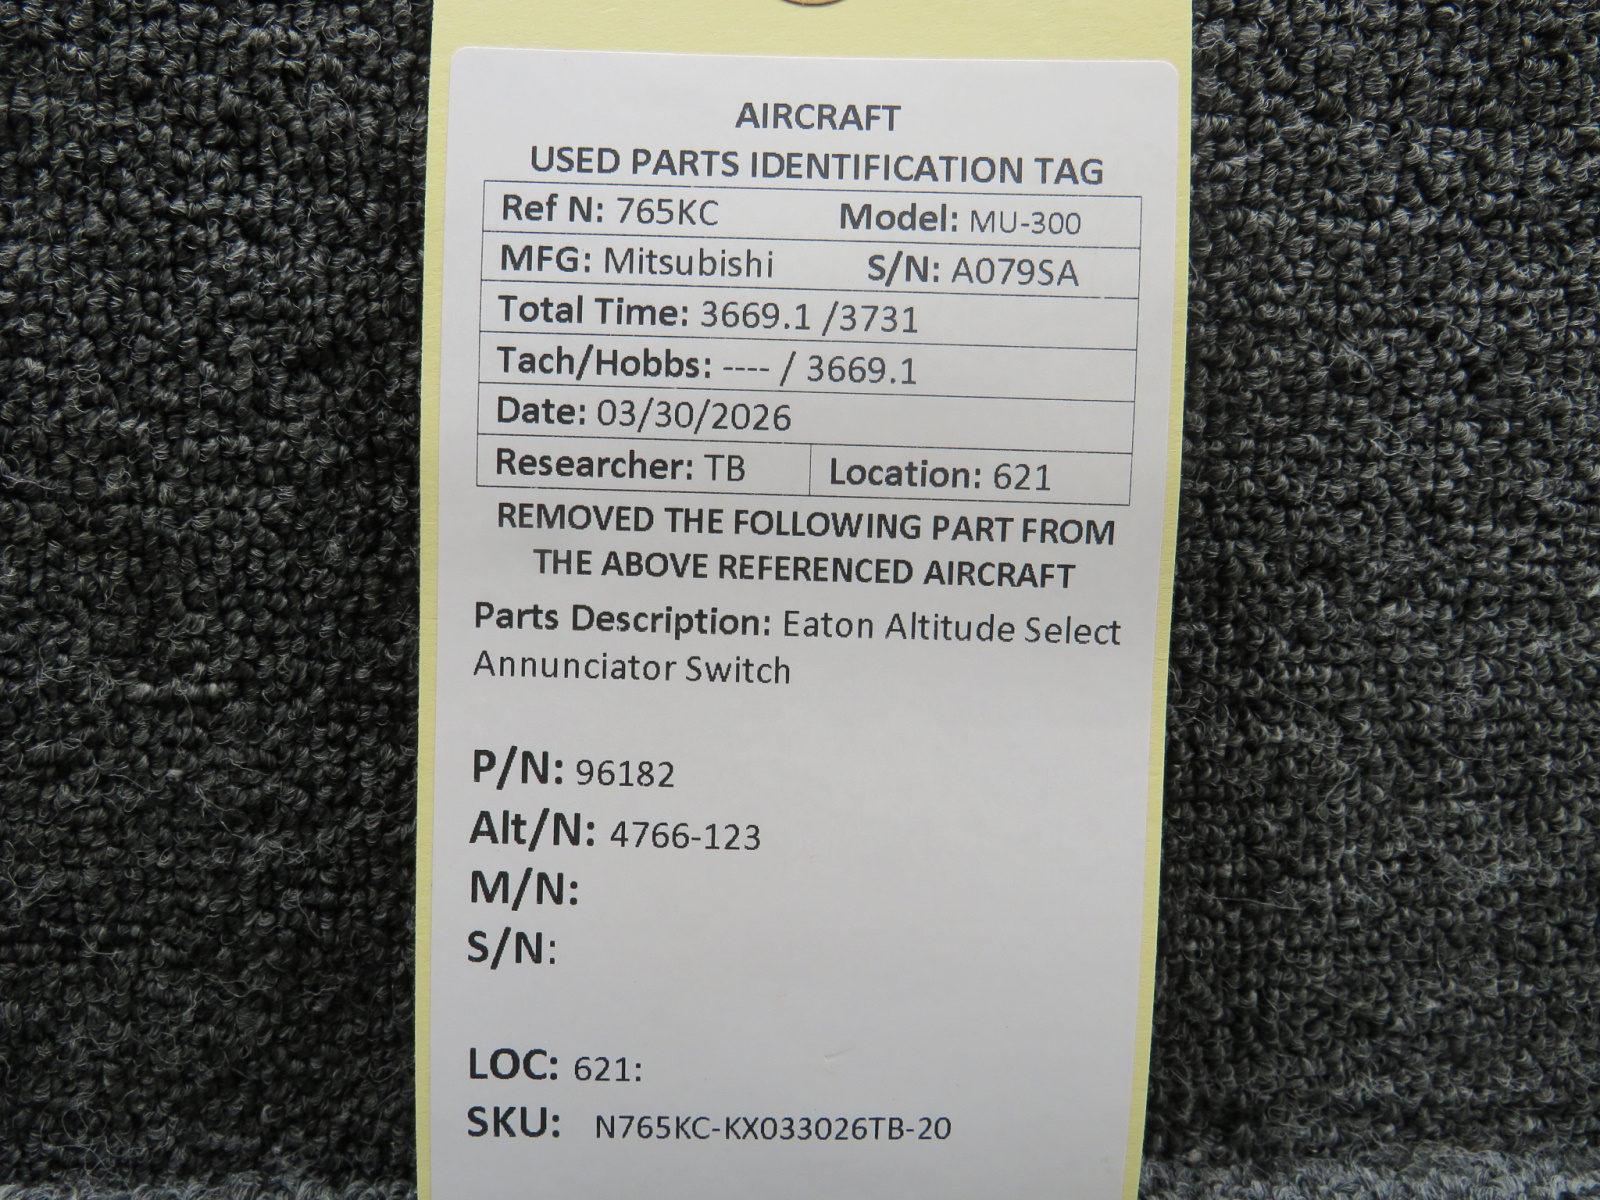 AIRCRAFT
USED PARTS IDENTIFICATION TAG
Ref N: 765KC Model: MU-300
MFG: Mitsubishi S/N: A079SA
Total Time: 3669.1 /3731
Tach/Hobbs: ---- / 3669.1
Date: 03/30/2026
Researcher: TB Location: 621
REMOVED THE FOLLOWING PART FROM
THE ABOVE REFERENCED AIRCRAFT
Parts Description: Eaton Altitude Select
Annunciator Switch
P/N: 96182
Alt/N: 4766-123
M/N:
S/N:
LOC: 621:
SKU: N765KC-KX033026TB-20